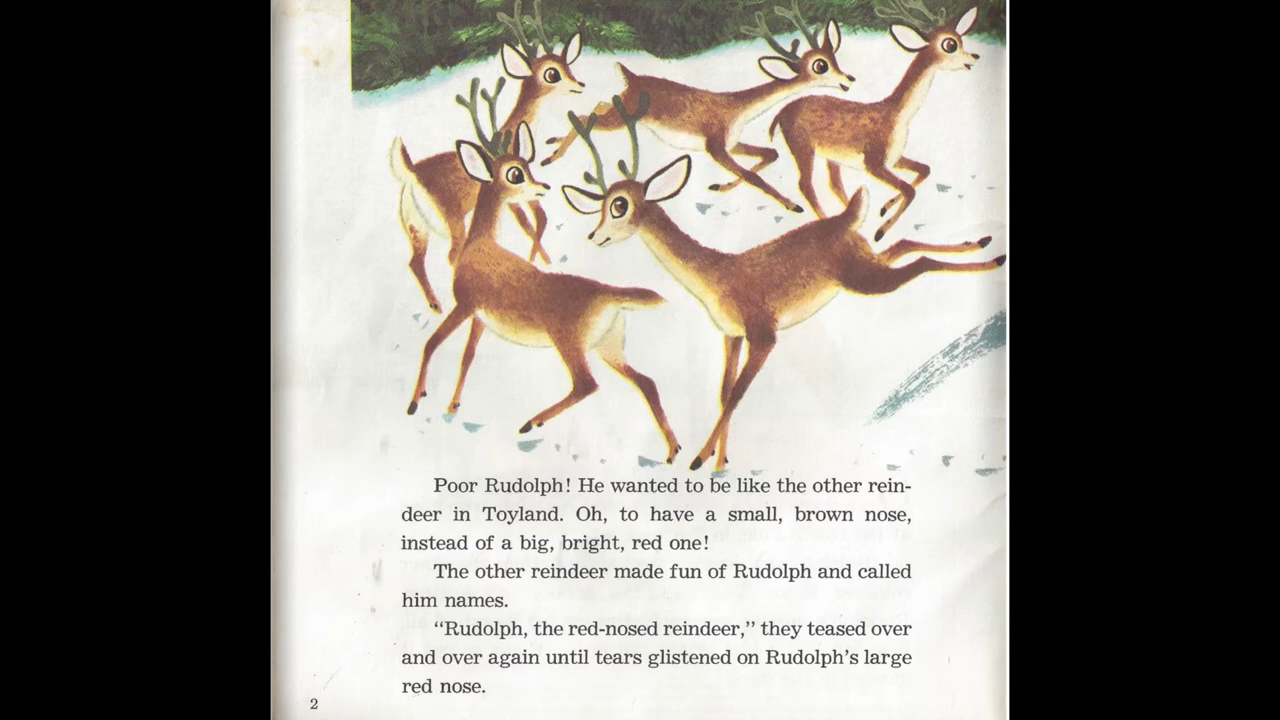 Poor Rudolph! He wanted to be like the other rein-
deer in Toyland. Oh, to have a small, brown nose,
instead of a big, bright, red one!
The other reindeer made fun of Rudolph and called
him names.
“Rudolph, the red-nosed reindeer,” they teased over
and over again until tears glistened on Rudolph’s large
red nose.
2